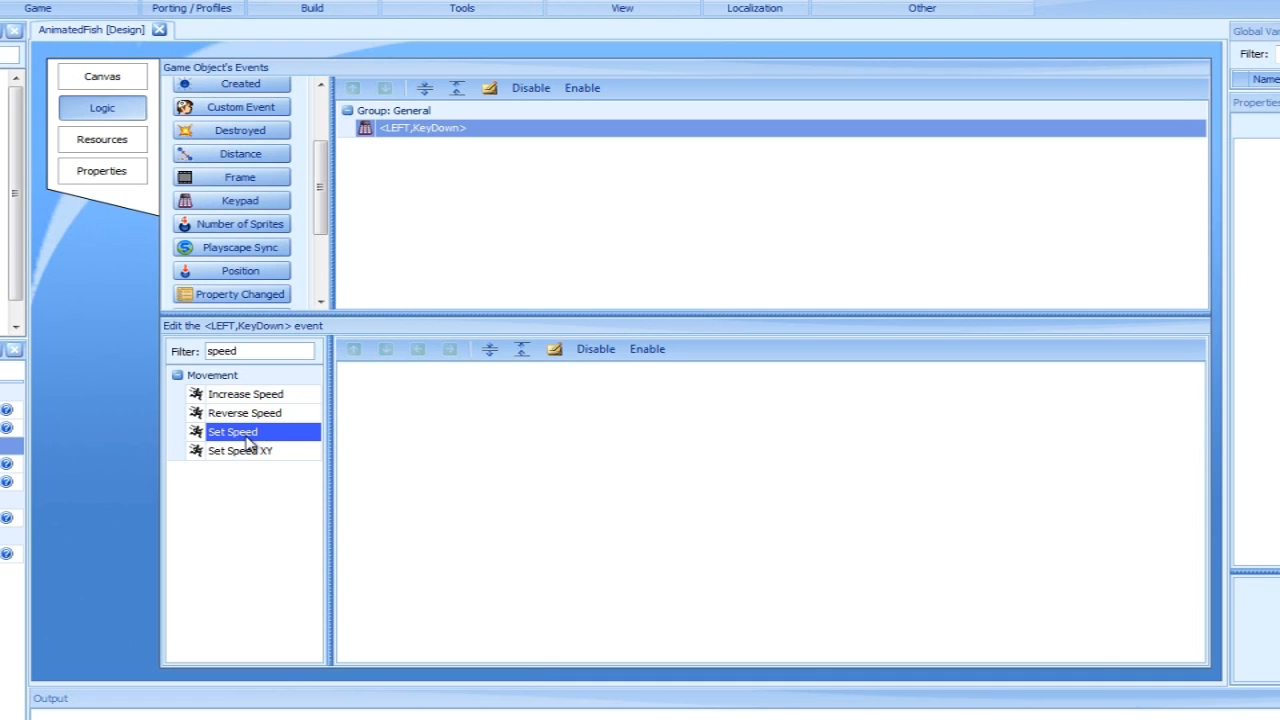 Game Porting / Profiles Build Tools View Localization Other
AnimatedFish [Design]
Global Var
Canvas
Logic
Resources
Properties
Game Object's Events
Created
Custom Event
Destroyed
Distance
Frame
Keypad
Number of Sprites
Playscape Sync
Position
Property Changed
Disable Enable
Group: General
<LEFT,KeyDown>
Filter:
Name
Properties
Edit the <LEFT,KeyDown> event
Filter: speed
Disable Enable
Movement
Increase Speed
Reverse Speed
Set Speed
Set Speed XY
Output